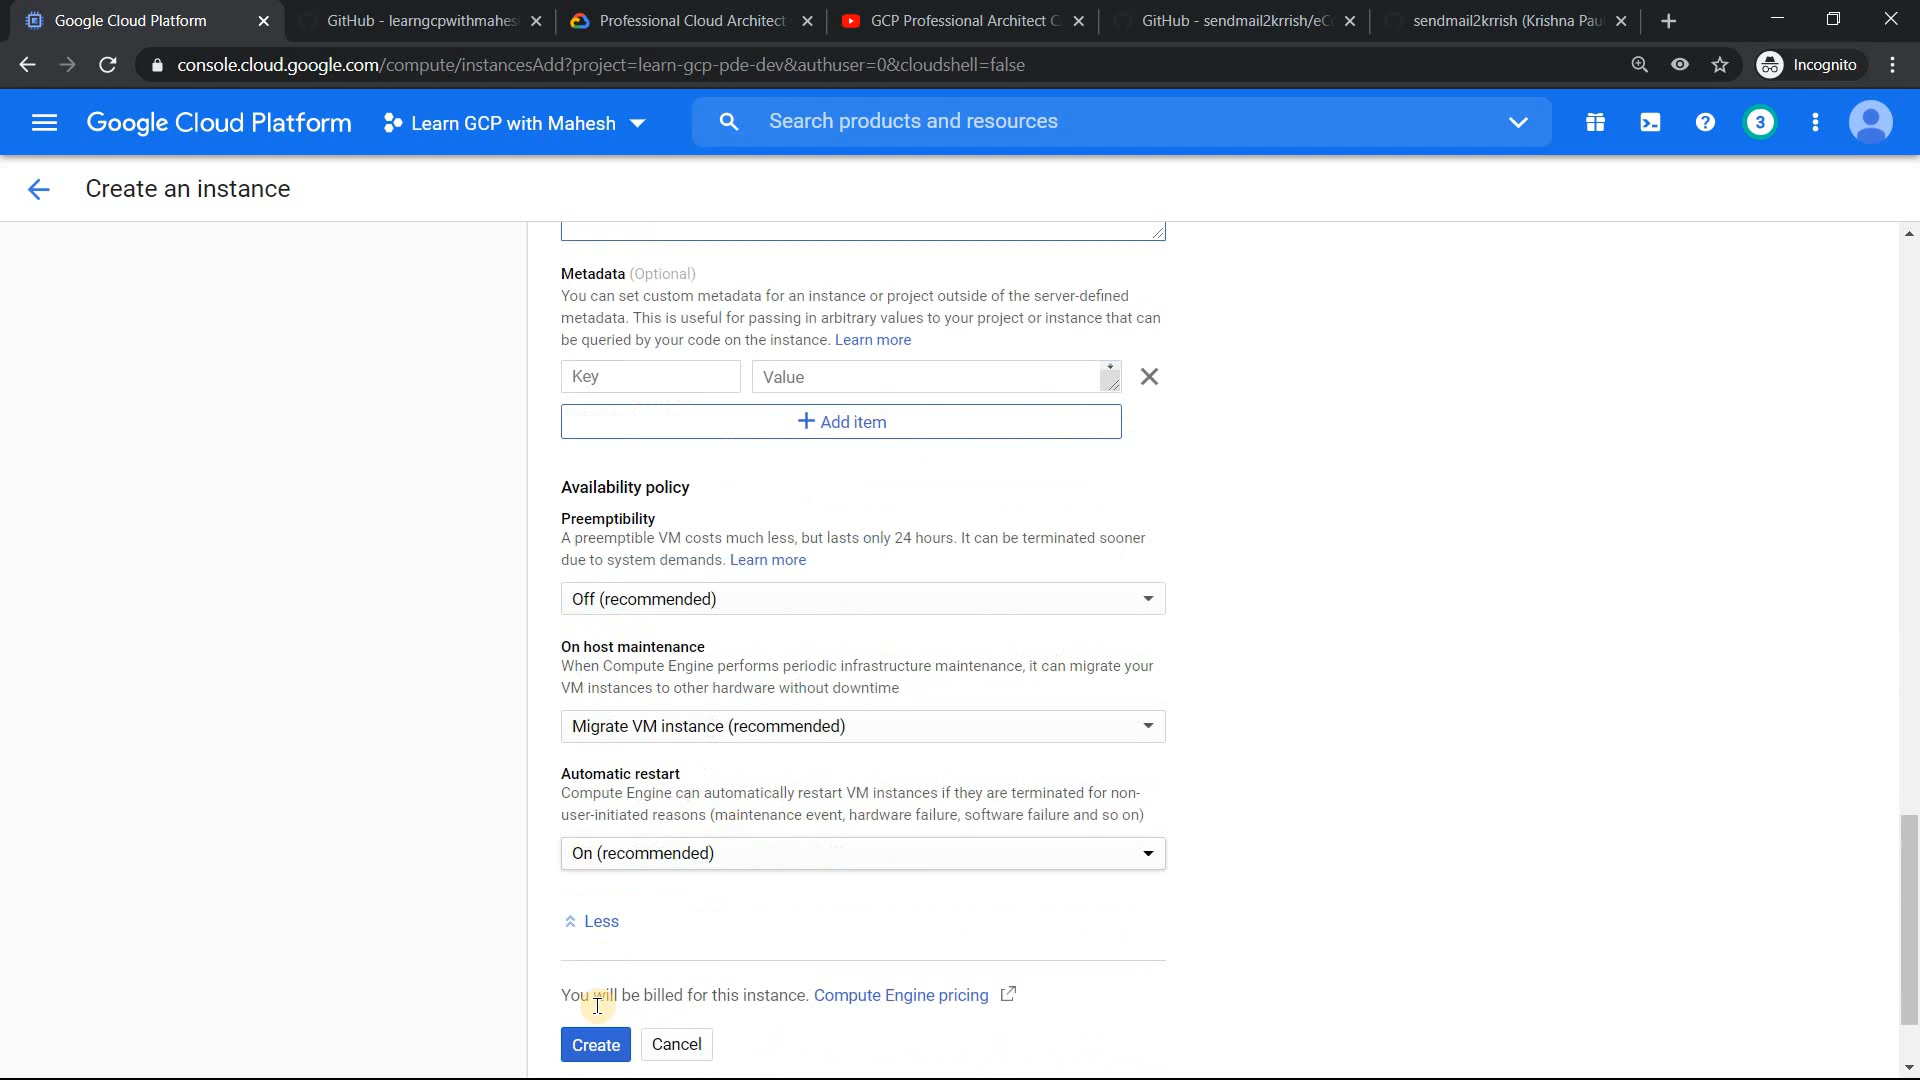 Google Cloud Platform
GitHub - learngcpwithmahes
Professional Cloud Architect
GCP Professional Architect C
GitHub - sendmail2krrish/eC
sendmail2krrish (Krishna Pau
console.cloud.google.com/compute/instancesAdd?project=learn-gcp-pde-dev&authuser=0&cloudshell=false
Incognito
Google Cloud Platform
Learn GCP with Mahesh
Search products and resources
3
Create an instance
Metadata (Optional)
You can set custom metadata for an instance or project outside of the server-defined
metadata. This is useful for passing in arbitrary values to your project or instance that can
be queried by your code on the instance. Learn more
Key
Value
+ Add item
Availability policy
Preemptibility
A preemptible VM costs much less, but lasts only 24 hours. It can be terminated sooner
due to system demands. Learn more
Off (recommended)
On host maintenance
When Compute Engine performs periodic infrastructure maintenance, it can migrate your
VM instances to other hardware without downtime
Migrate VM instance (recommended)
Automatic restart
Compute Engine can automatically restart VM instances if they are terminated for non-
user-initiated reasons (maintenance event, hardware failure, software failure and so on)
On (recommended)
Less
You will be billed for this instance. Compute Engine pricing
Create
Cancel